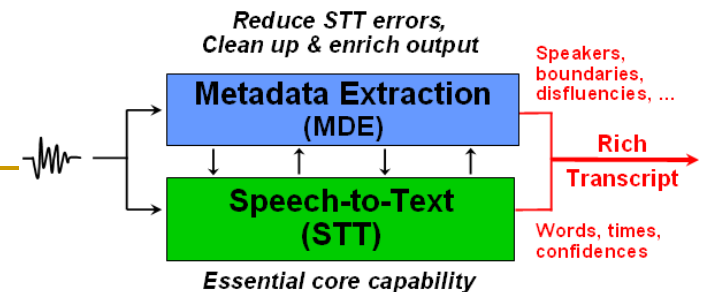 Reduce STT errors,
Clean up & enrich output
Metadata Extraction
(MDE)
Speech-to-Text
(STT)
Essential core capability
Speakers,
boundaries,
disfluencies, ...
Rich
Transcript
Words, times,
confidences